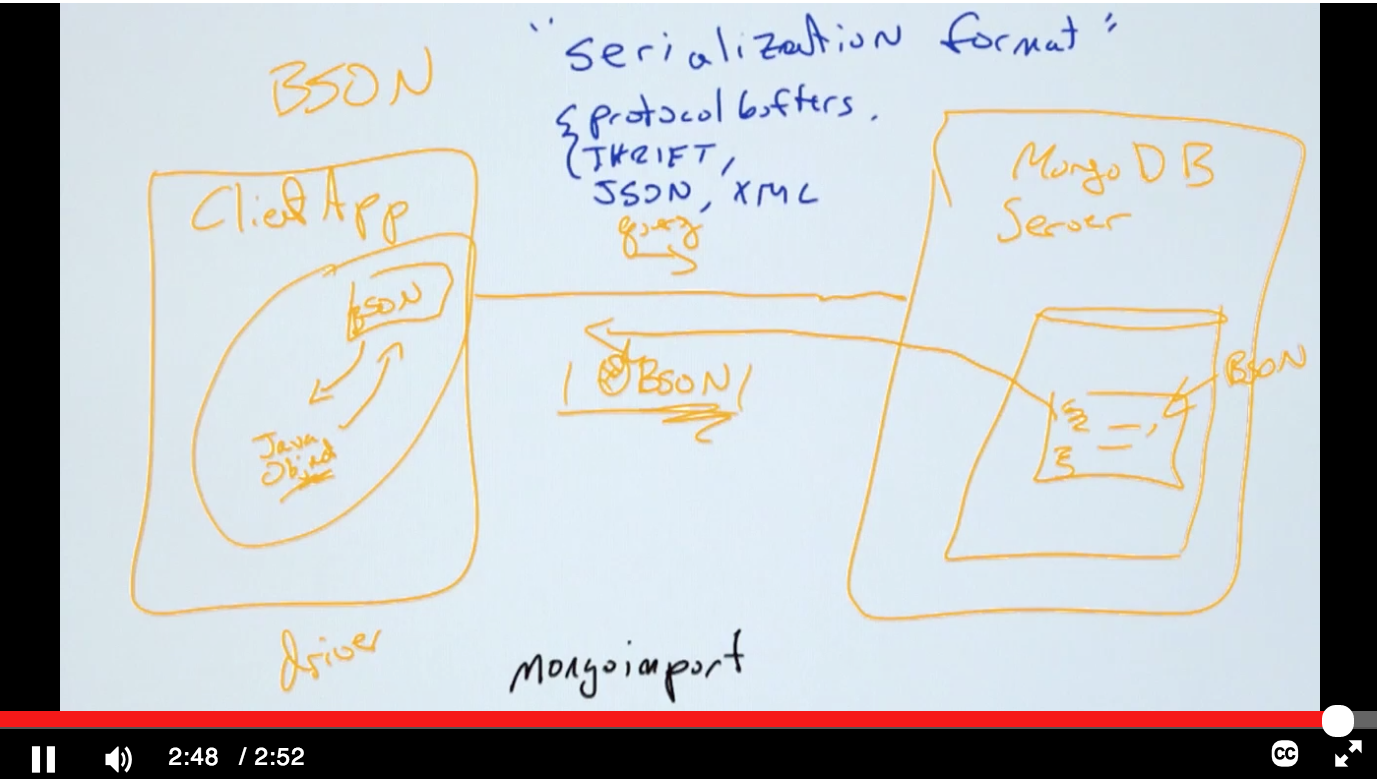 "serialization format"
BSON
{ protocol buffers,
THRIFT,
JSON, XML
query
Client App
BSON
Java
Object
driver
MongoDB
Server
BSON
BSON
mongoimport
2:48 / 2:52
CC